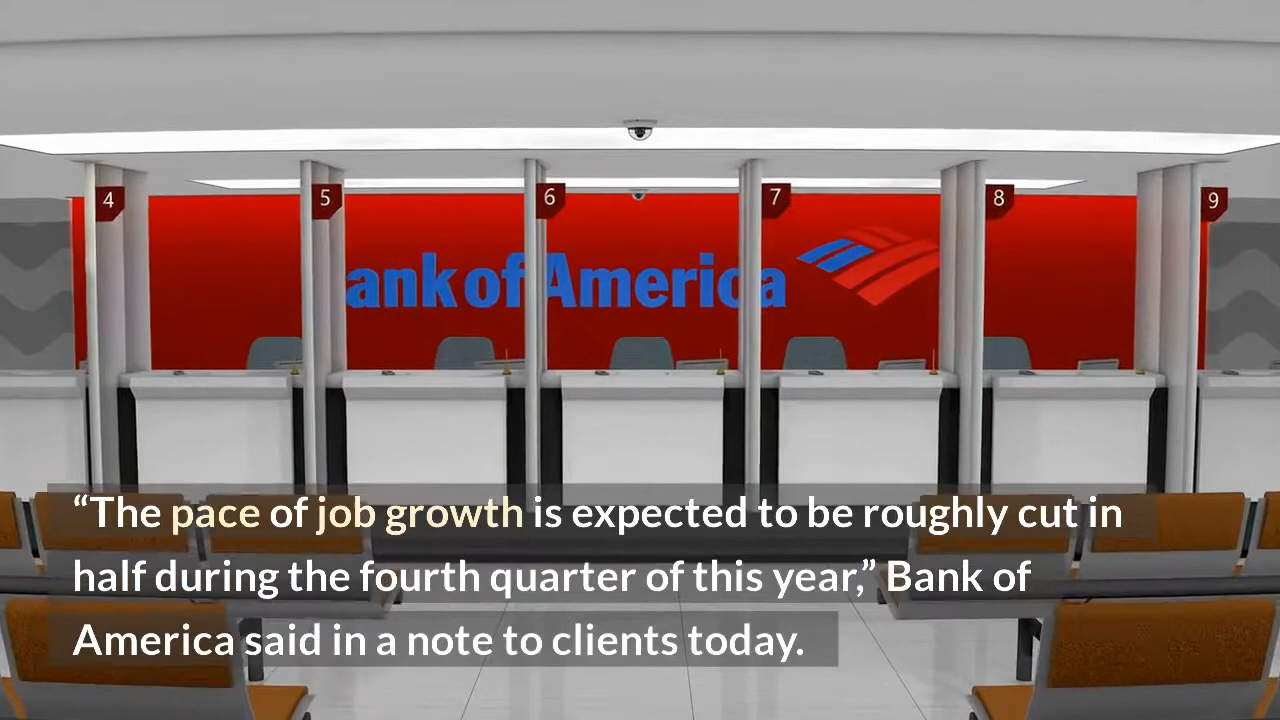 4
5
6
7
8
9
ank of America
“The pace of job growth is expected to be roughly cut in
half during the fourth quarter of this year,” Bank of
America said in a note to clients today.